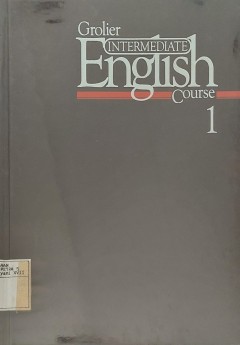 Grolier
INTERMEDIATE
English
Course
1